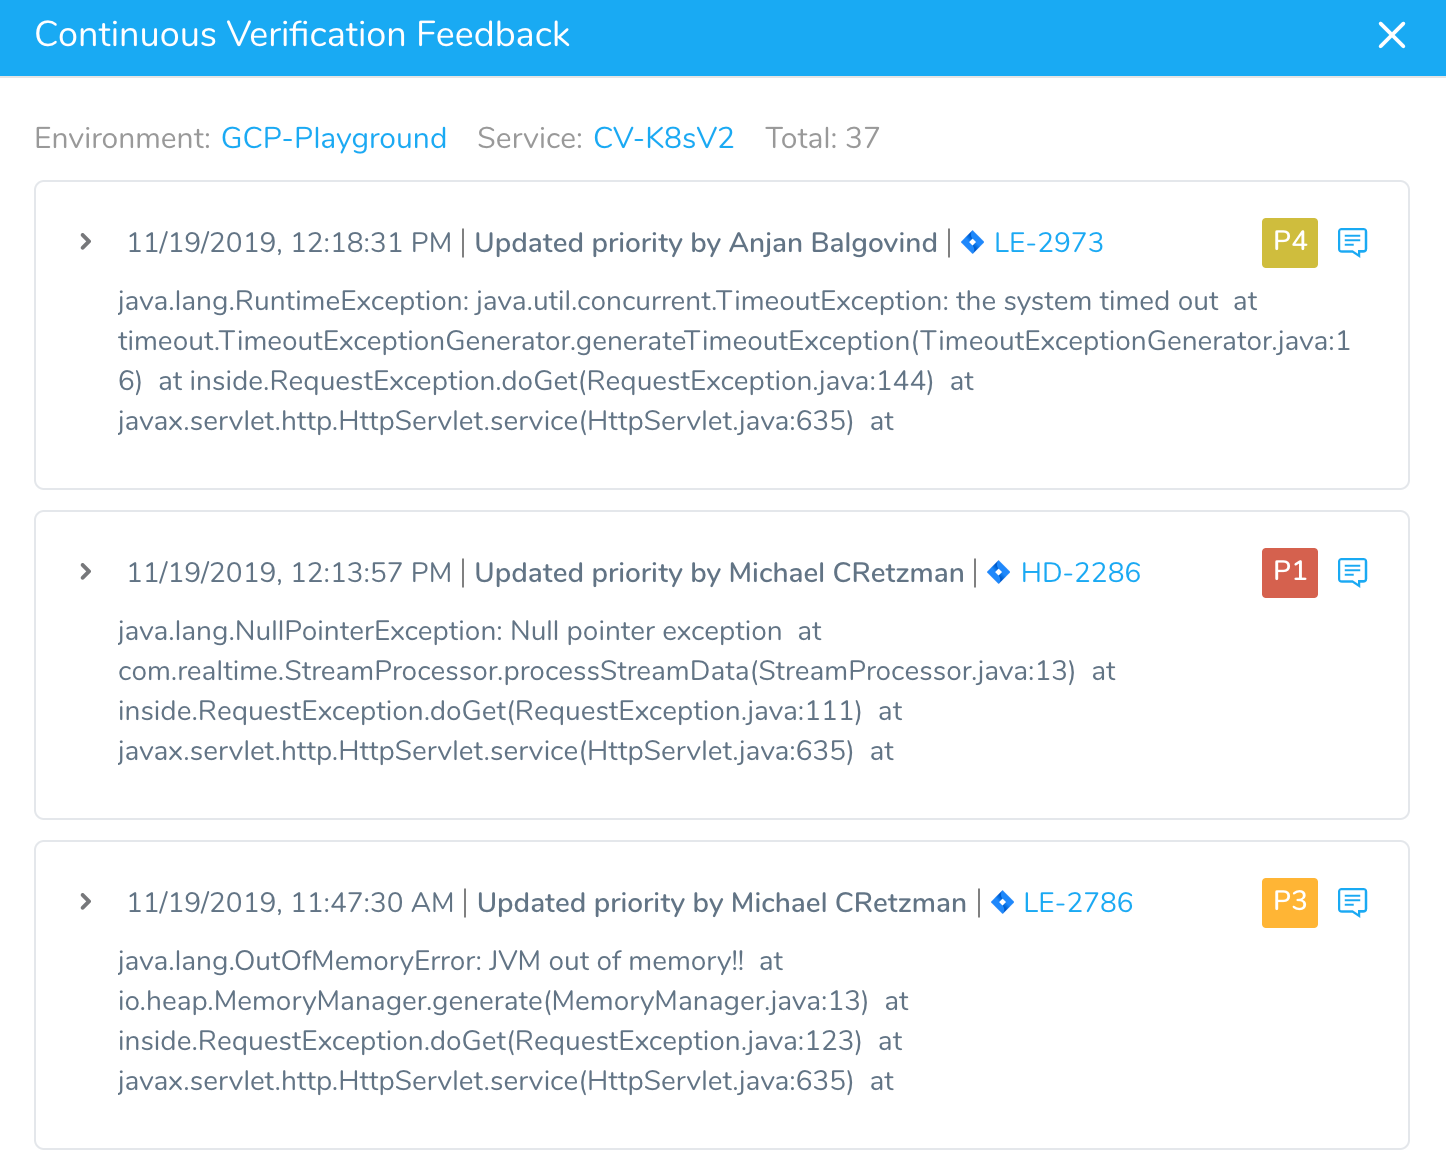 Continuous Verification Feedback
Environment: GCP-Playground Service: CV-K8sV2 Total: 37
11/19/2019, 12:18:31 PM | Updated priority by Anjan Balgovind | LE-2973 P4
java.lang.RuntimeException: java.util.concurrent.TimeoutException: the system timed out at
timeout.TimeoutExceptionGenerator.generateTimeoutException(TimeoutExceptionGenerator.java:1
6) at inside.RequestException.doGet(RequestException.java:144) at
javax.servlet.http.HttpServlet.service(HttpServlet.java:635) at
11/19/2019, 12:13:57 PM | Updated priority by Michael CRetzman | HD-2286 P1
java.lang.NullPointerException: Null pointer exception at
com.realtime.StreamProcessor.processStreamData(StreamProcessor.java:13) at
inside.RequestException.doGet(RequestException.java:111) at
javax.servlet.http.HttpServlet.service(HttpServlet.java:635) at
11/19/2019, 11:47:30 AM | Updated priority by Michael CRetzman | LE-2786 P3
java.lang.OutOfMemoryError: JVM out of memory!! at
io.heap.MemoryManager.generate(MemoryManager.java:13) at
inside.RequestException.doGet(RequestException.java:123) at
javax.servlet.http.HttpServlet.service(HttpServlet.java:635) at